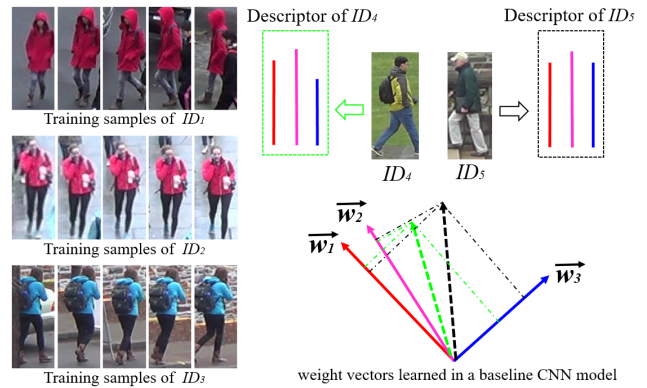 Descriptor of ID4
Descriptor of ID5
Training samples of ID1
ID4
ID5
Training samples of ID2
w2
w1
w3
Training samples of ID3
weight vectors learned in a baseline CNN model